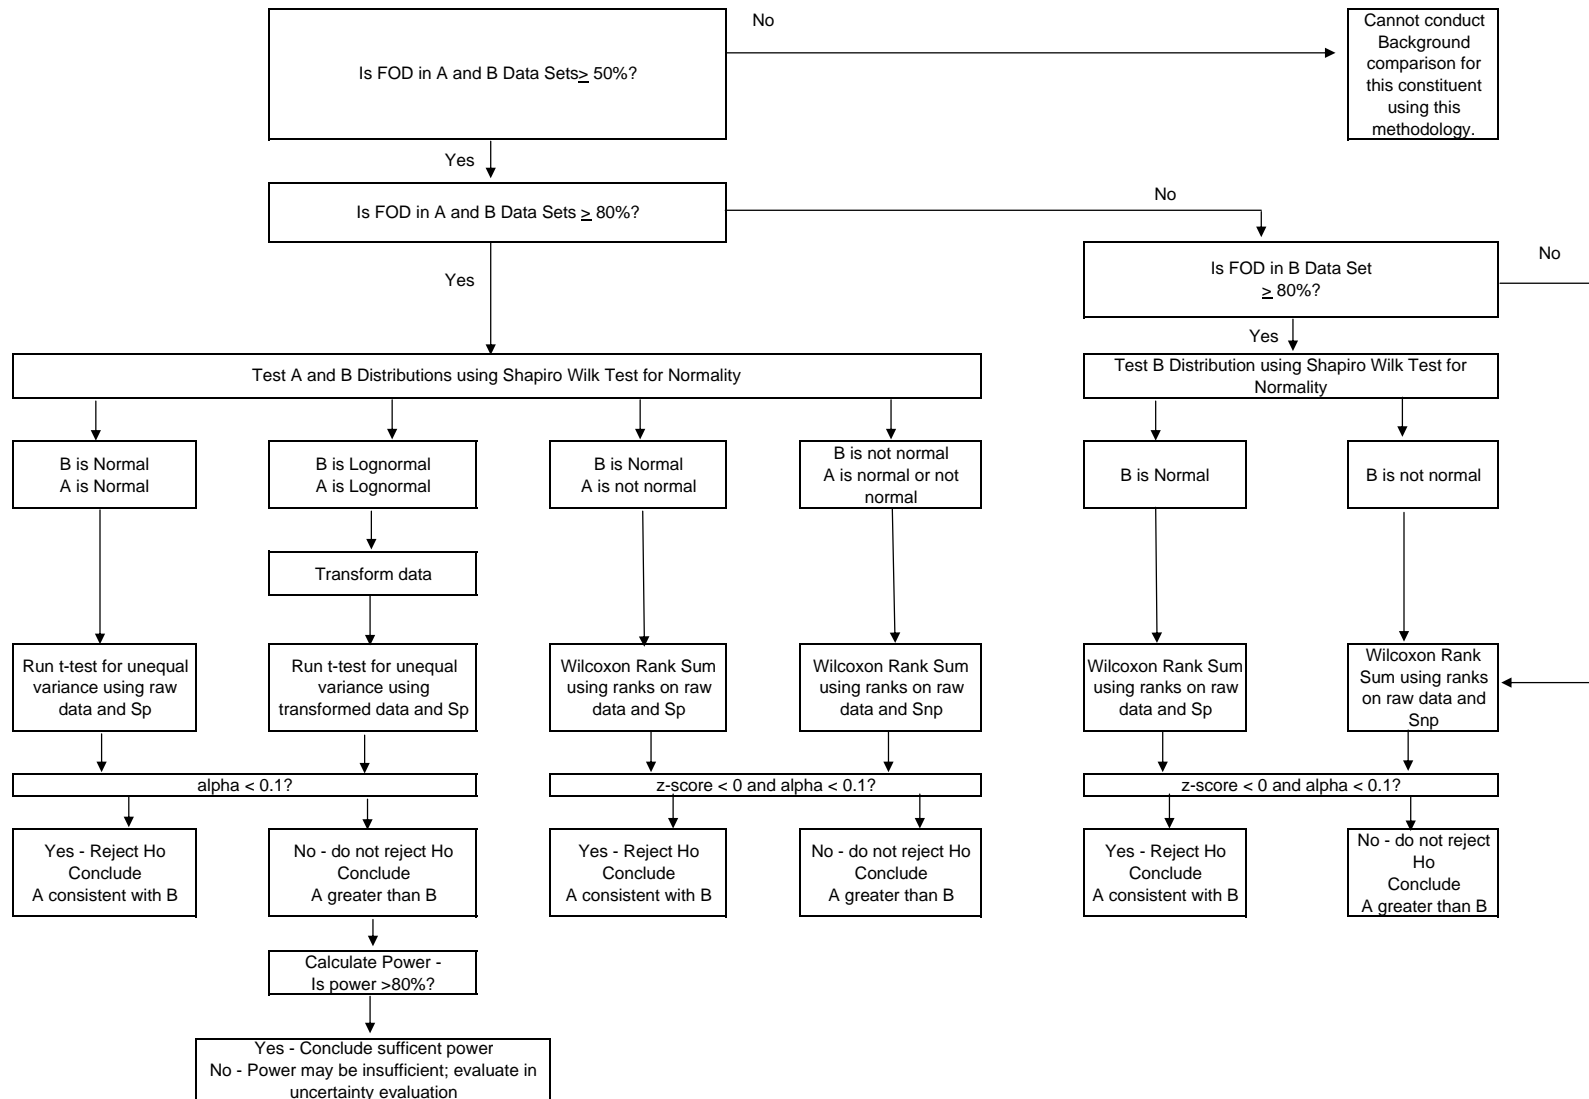 No
Is FOD in A and B Data Sets≥ 50%?
Cannot conduct
Background
comparison for
this constituent
using this
methodology.
Yes
Is FOD in A and B Data Sets ≥ 80%?
No
Yes
Is FOD in B Data Set
≥ 80%?
No
Yes
Test A and B Distributions using Shapiro Wilk Test for Normality
Test B Distribution using Shapiro Wilk Test for
Normality
B is Normal
A is Normal
B is Lognormal
A is Lognormal
B is Normal
A is not normal
B is not normal
A is normal or not
normal
B is Normal
B is not normal
Transform data
Run t-test for unequal
variance using raw
data and Sp
Run t-test for unequal
variance using
transformed data and Sp
Wilcoxon Rank Sum
using ranks on raw
data and Sp
Wilcoxon Rank Sum
using ranks on raw
data and Snp
Wilcoxon Rank Sum
using ranks on raw
data and Sp
Wilcoxon Rank
Sum using ranks
on raw data and
Snp
alpha < 0.1?
z-score < 0 and alpha < 0.1?
z-score < 0 and alpha < 0.1?
Yes - Reject Ho
Conclude
A consistent with B
No - do not reject Ho
Conclude
A greater than B
Yes - Reject Ho
Conclude
A consistent with B
No - do not reject Ho
Conclude
A greater than B
Yes - Reject Ho
Conclude
A consistent with B
No - do not reject
Ho
Conclude
A greater than B
Calculate Power -
Is power >80%?
Yes - Conclude sufficent power
No - Power may be insufficient; evaluate in
uncertainty evaluation